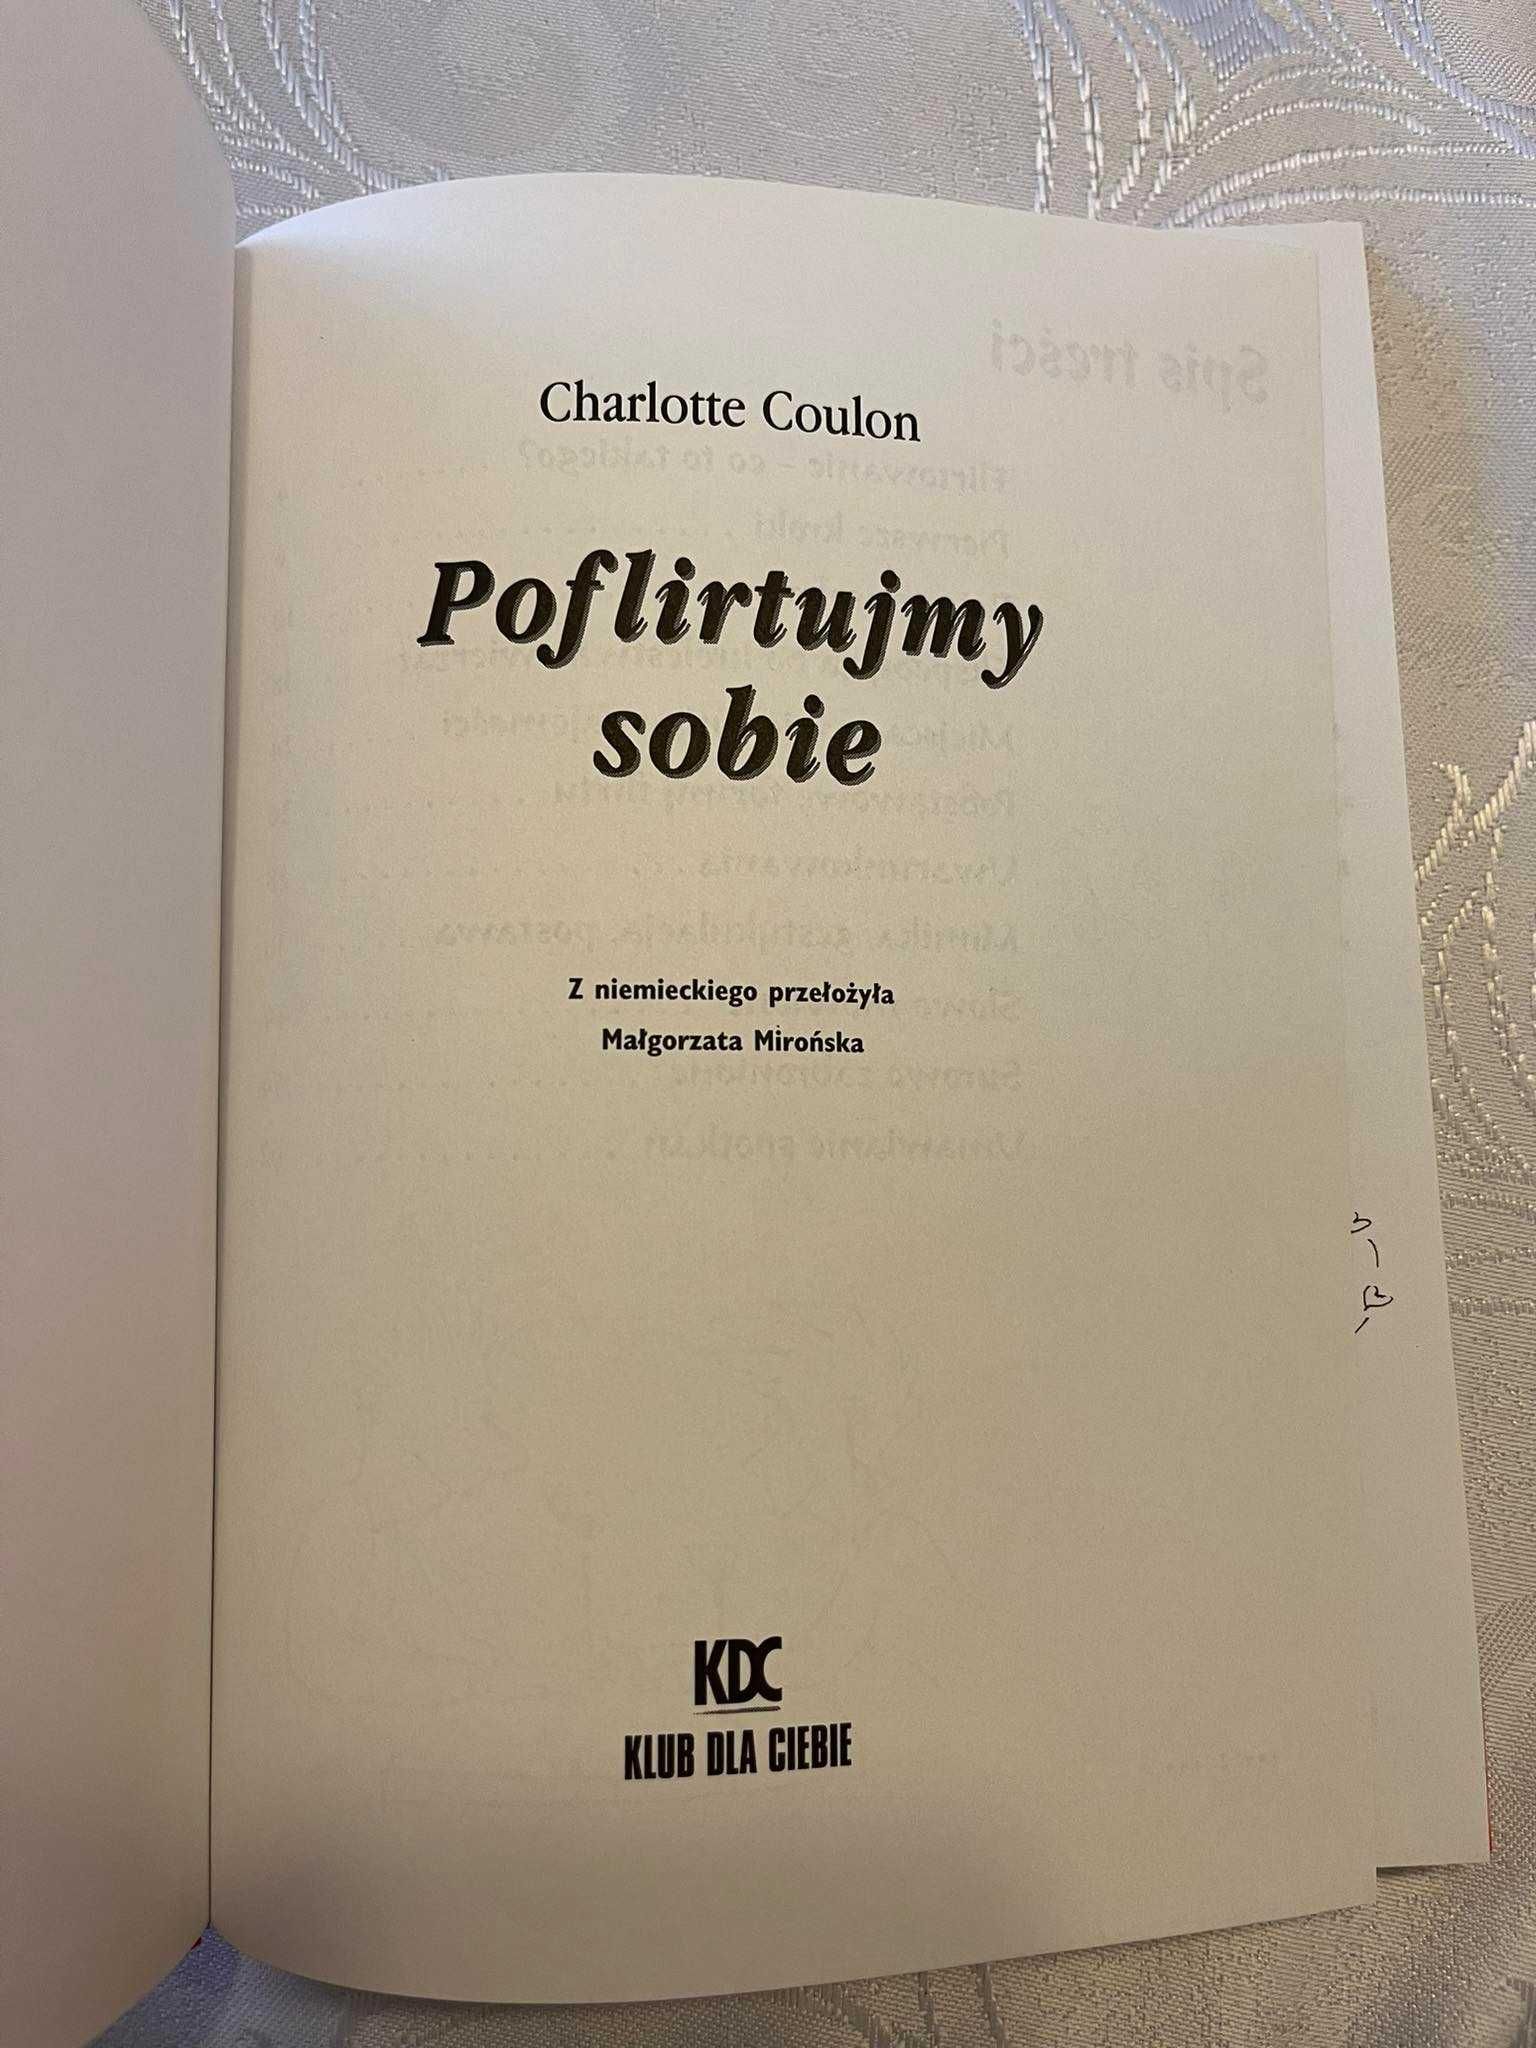 Charlotte Coulon
Poflirtujmy
sobie
Z niemieckiego przełożyła
Małgorzata Mirońska
KDC
KLUB DLA CIEBIE